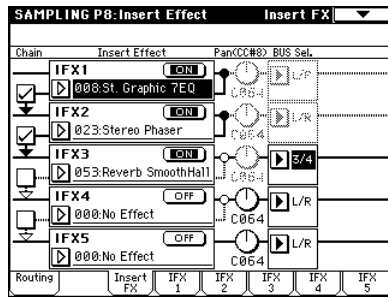 SAMPLING P8:Insert Effect Insert FX
Chain Insert Effect Pan(CC#8) BUS Sel.
IFX1 ON
008:St. Graphic 7EQ C064 L/R
IFX2 ON
023:Stereo Phaser C064 L/R
IFX3 ON
053:Reverb SmoothHall C064 3/4
IFX4 OFF
000:No Effect C064 L/R
IFX5 OFF
000:No Effect C064 L/R
Routing Insert FX IFX 1 IFX 2 IFX 3 IFX 4 IFX 5